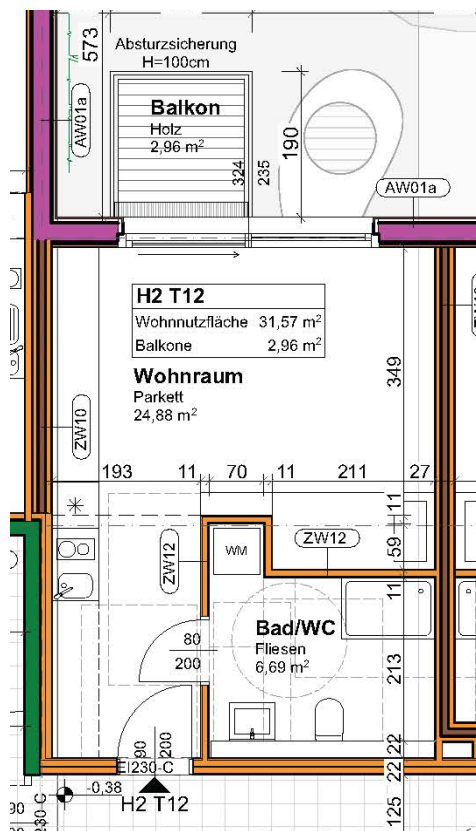 573
Absturzsicherung
H=100cm
Balkon
Holz
2,96 m²
324
235
190
AW01a
AW01a
H2 T12
Wohnnutzfläche 31,57 m²
Balkone 2,96 m²
Wohnraum
Parkett
24,88 m²
349
ZW10
193 11 70 11 211 27
11
59
ZW12
ZW12
WM
11
Bad/WC
Fliesen
6,69 m²
80
200
213
90
200
22
22
EI230-C
-0,38
H2 T12
125
90
230-C